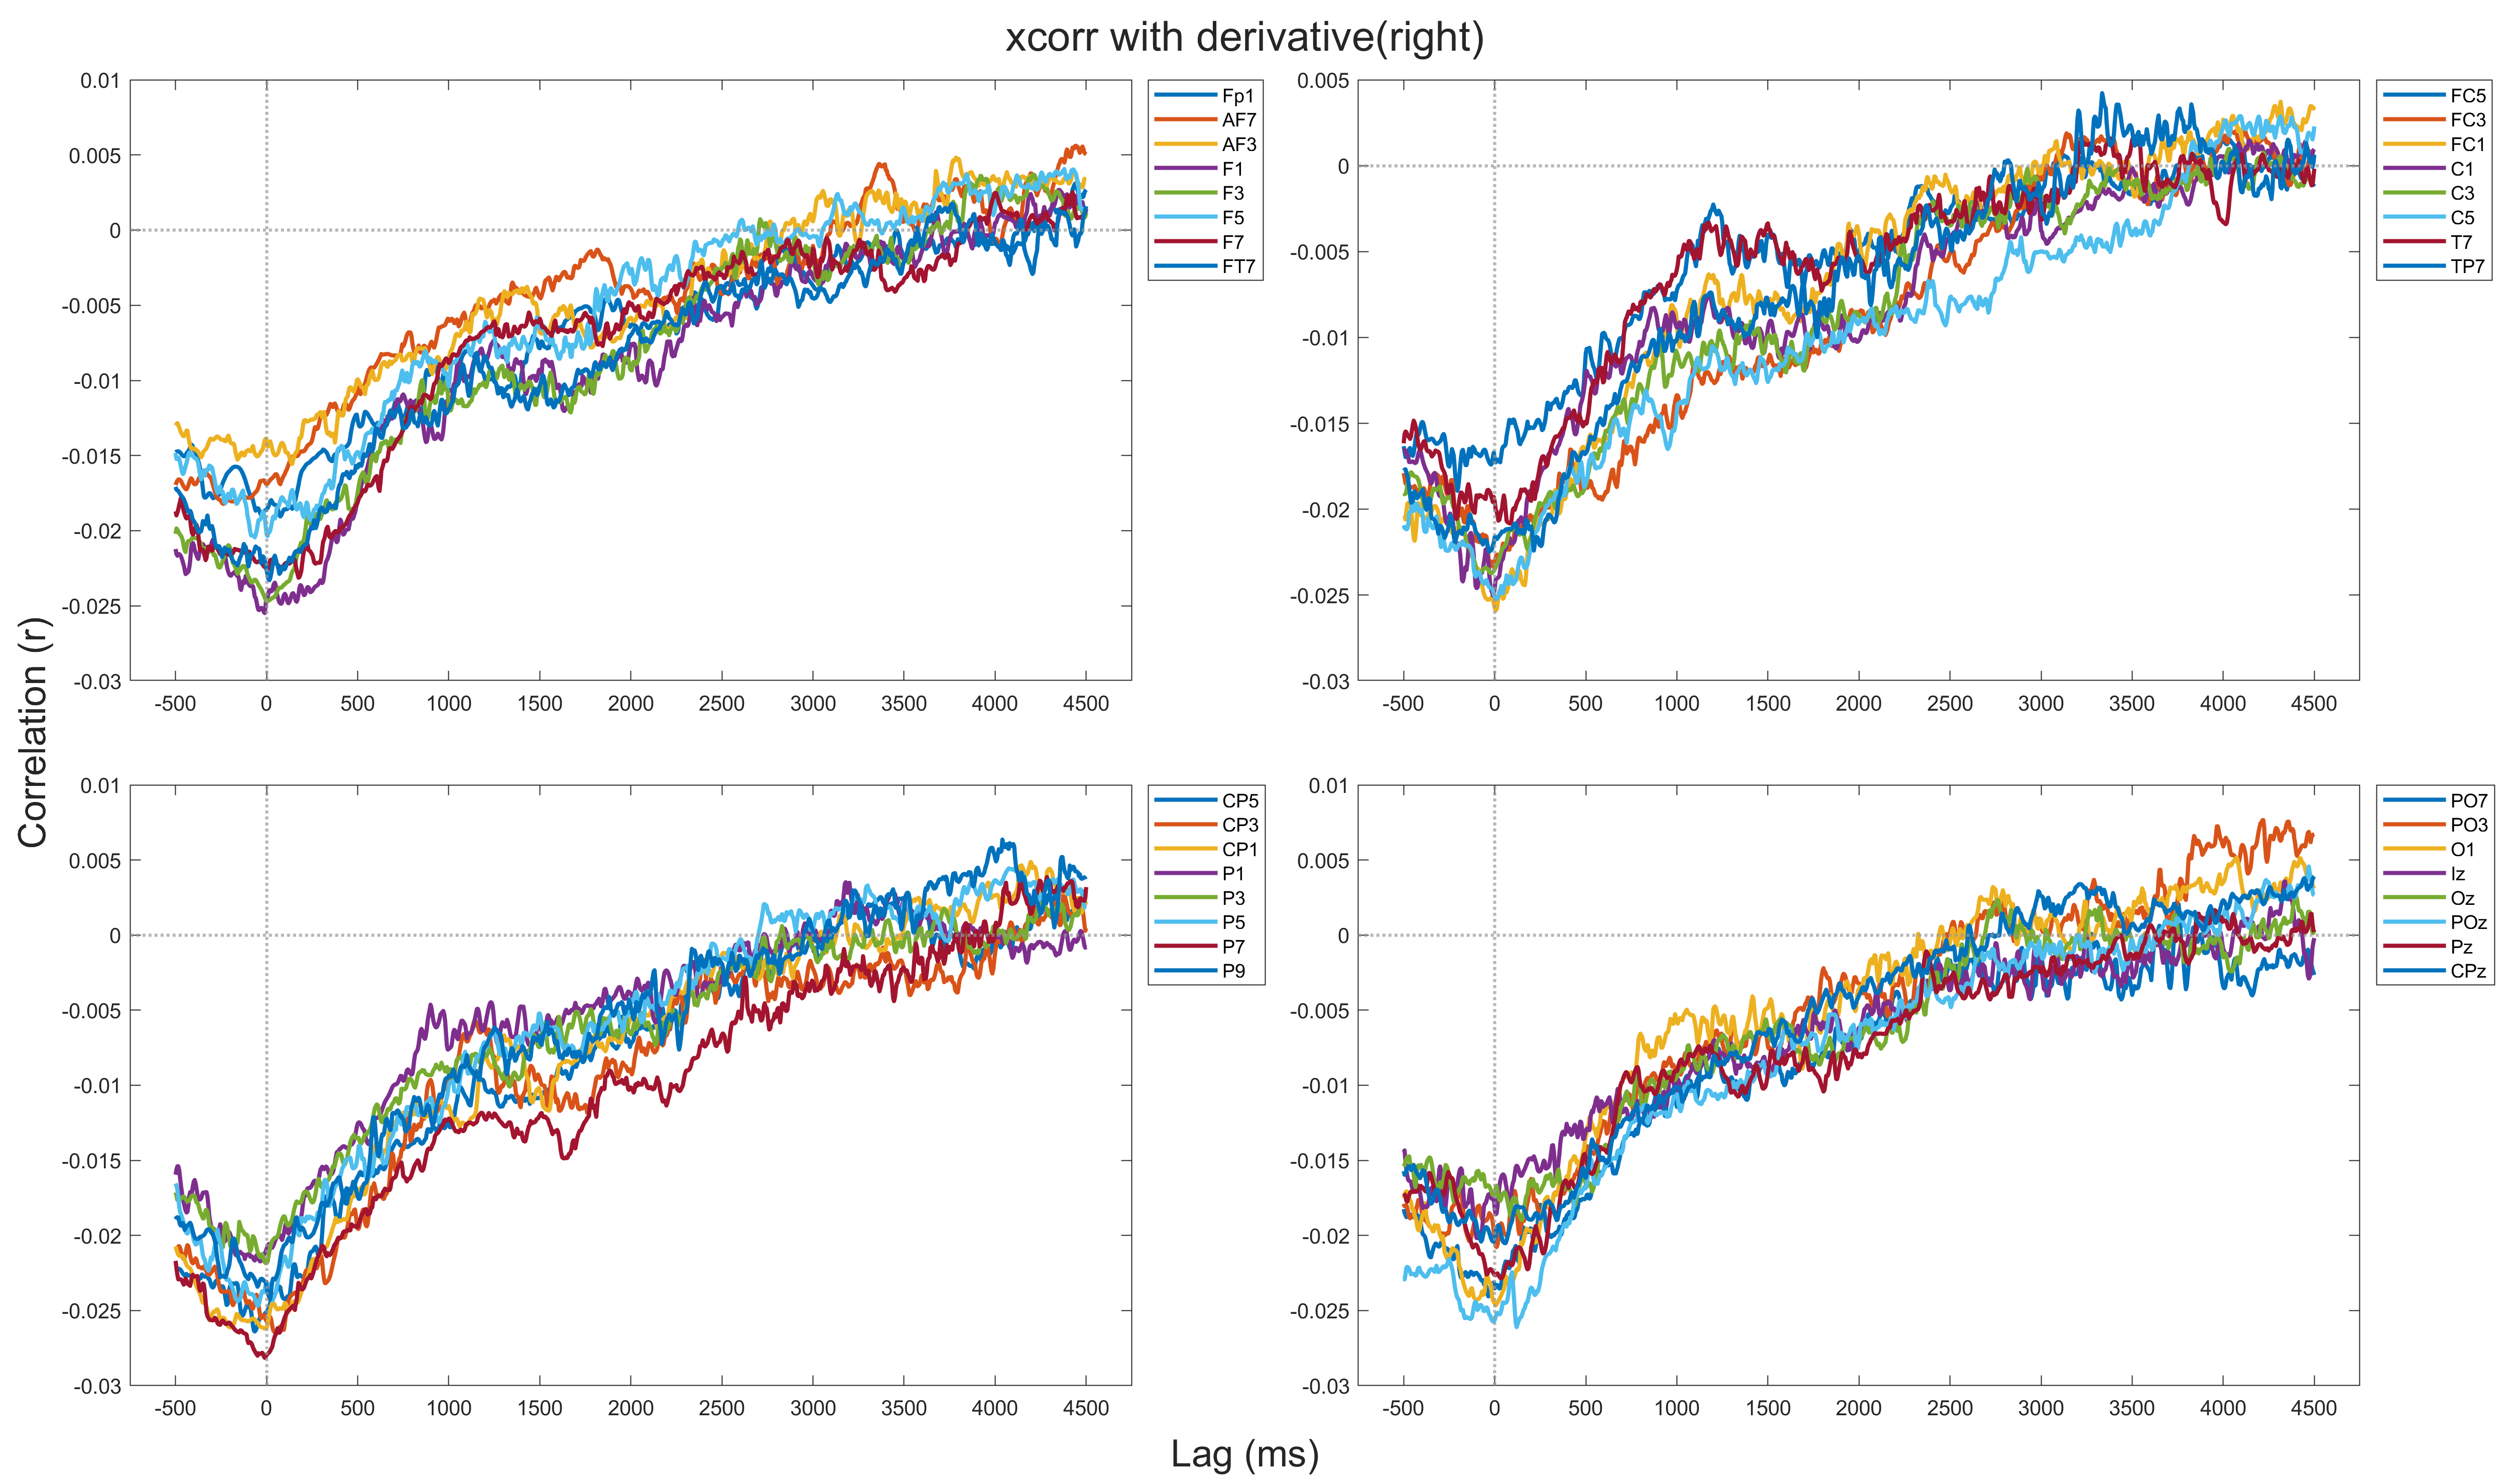 xcorr with derivative(right)
Correlation (r)
0.01
0.005
0
-0.005
-0.01
-0.015
-0.02
-0.025
-0.03
-500 0 500 1000 1500 2000 2500 3000 3500 4000 4500
Fp1
AF7
AF3
F1
F3
F5
F7
FT7
0.005
0
-0.005
-0.01
-0.015
-0.02
-0.025
-0.03
-500 0 500 1000 1500 2000 2500 3000 3500 4000 4500
FC5
FC3
FC1
C1
C3
C5
T7
TP7
0.01
0.005
0
-0.005
-0.01
-0.015
-0.02
-0.025
-0.03
-500 0 500 1000 1500 2000 2500 3000 3500 4000 4500
CP5
CP3
CP1
P1
P3
P5
P7
P9
0.01
0.005
0
-0.005
-0.01
-0.015
-0.02
-0.025
-0.03
-500 0 500 1000 1500 2000 2500 3000 3500 4000 4500
PO7
PO3
O1
Iz
Oz
POz
Pz
CPz
Lag (ms)